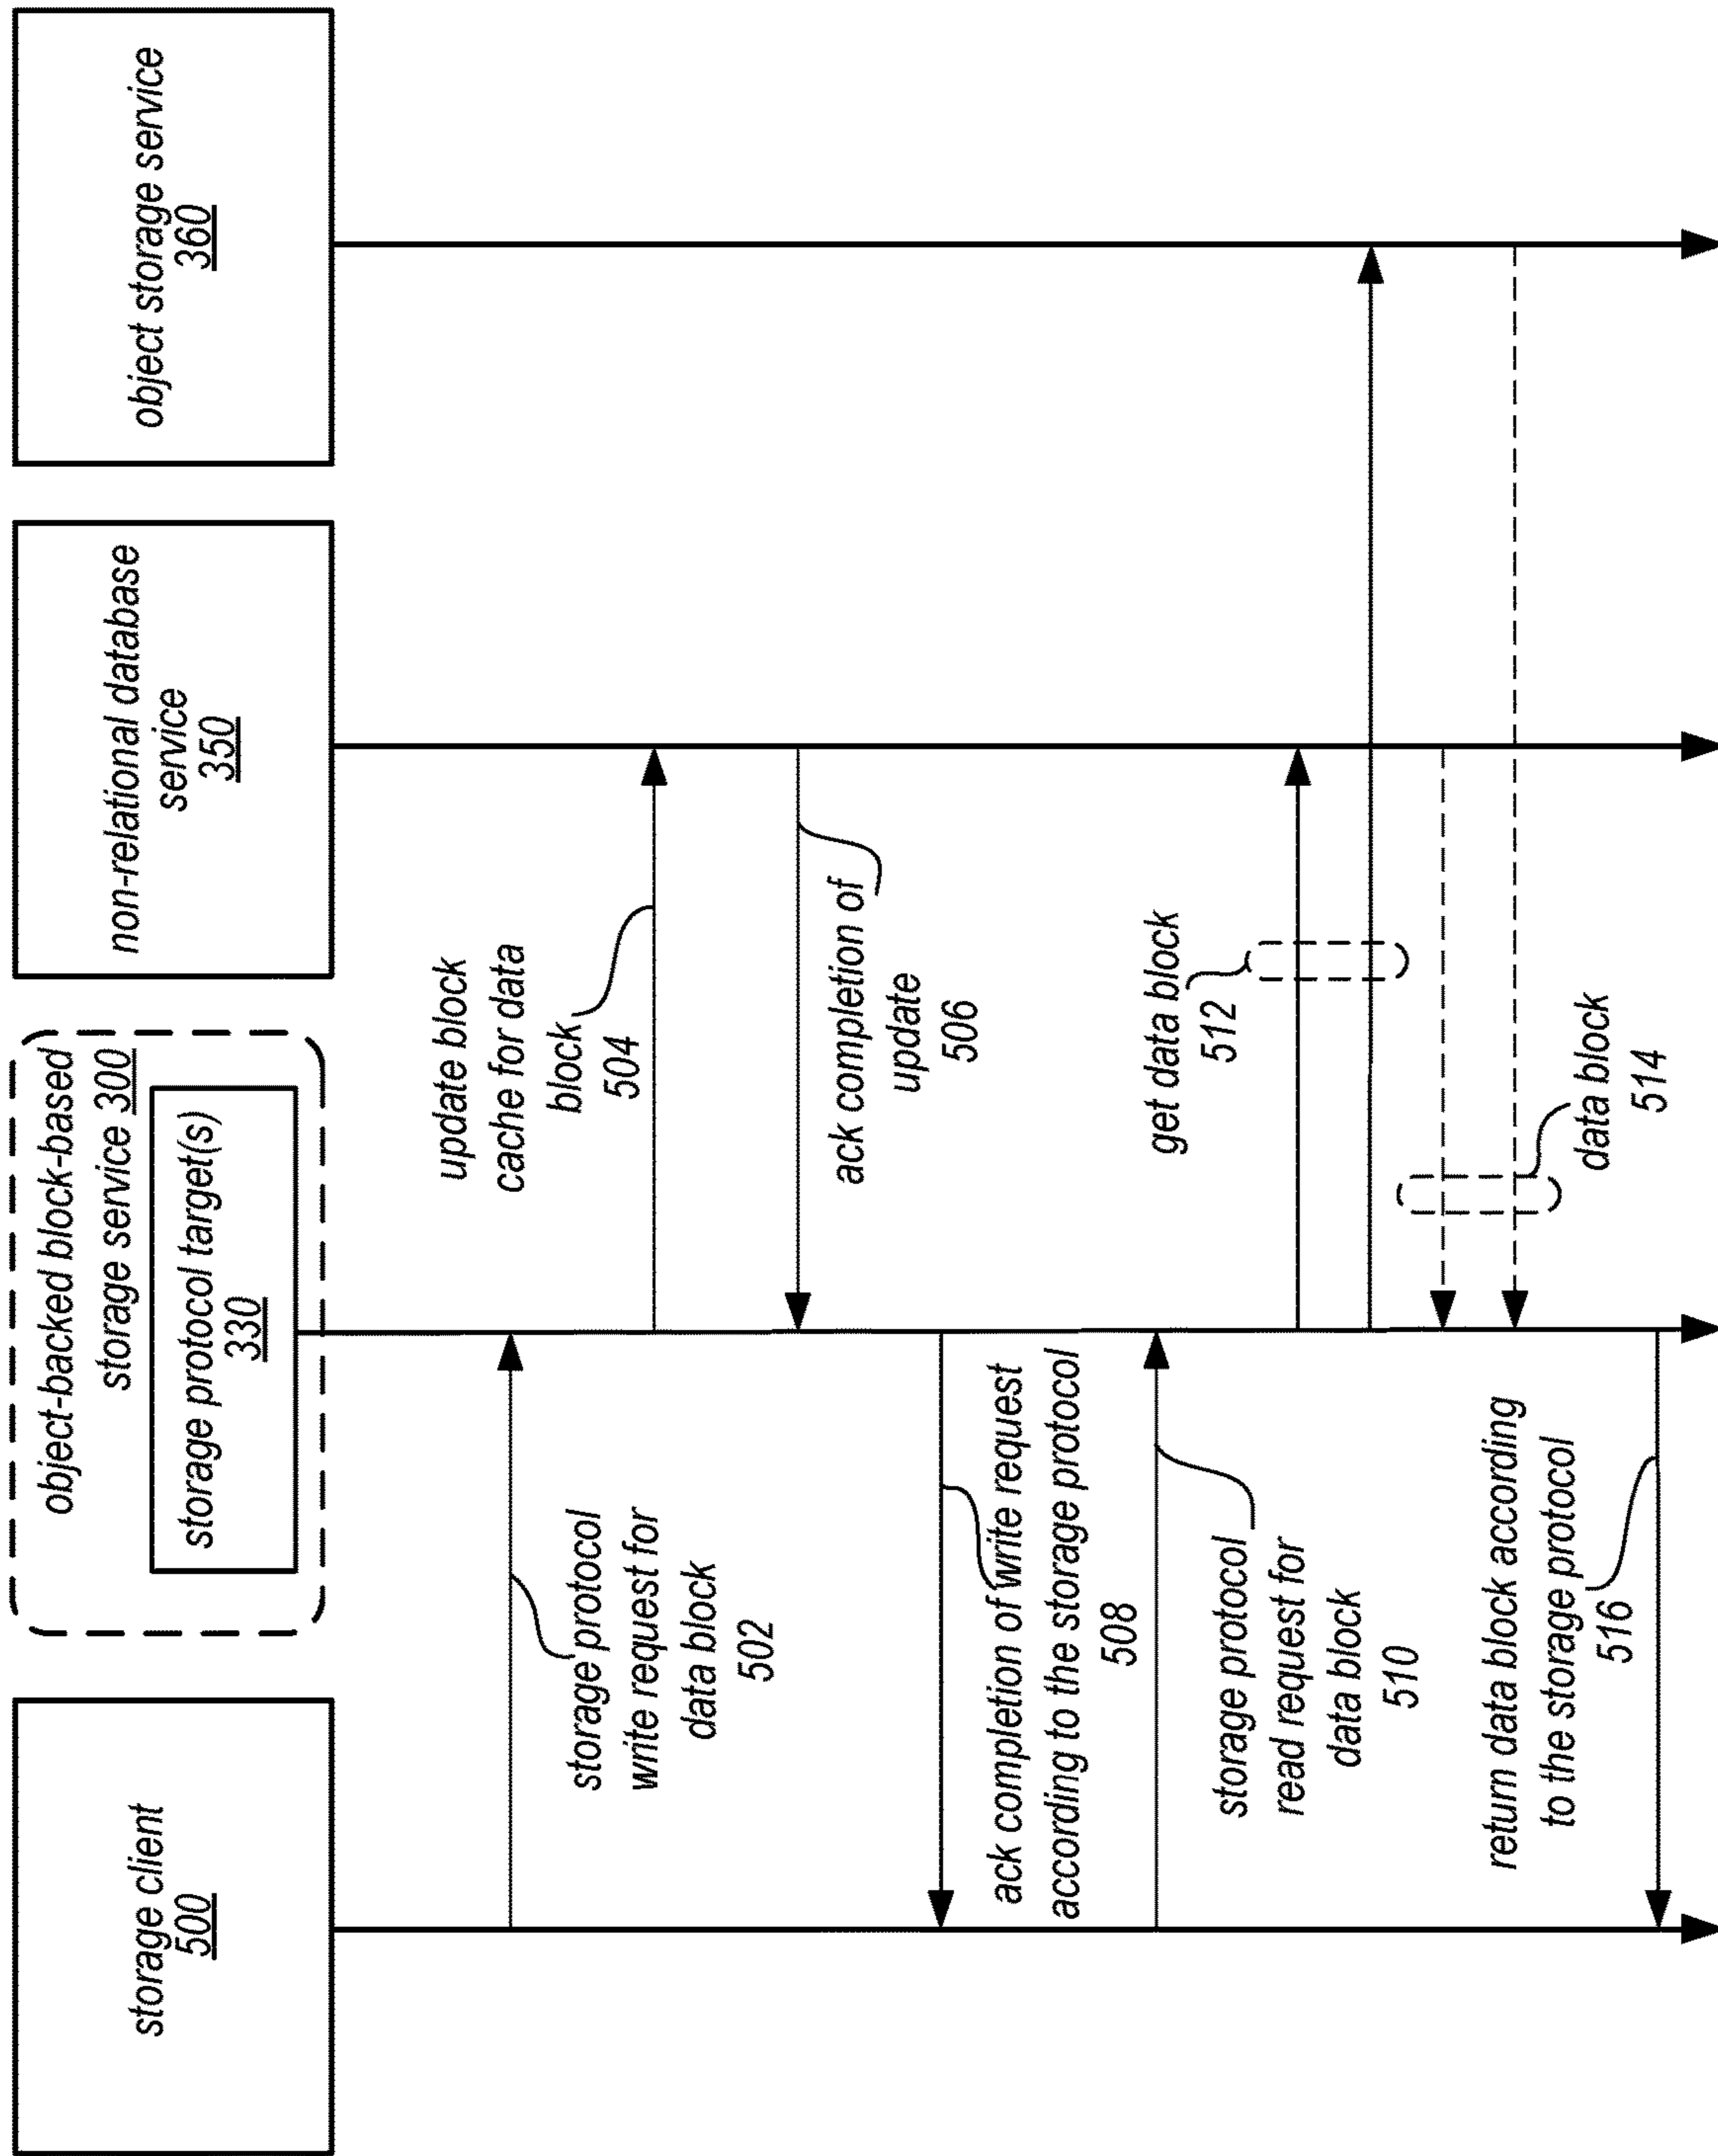 storage client
500
object-backed block-based
storage service 300
storage protocol target(s)
330
non-relational database
service
350
object storage service
360
storage protocol
write request for
data block
502
update block
cache for data
block
504
ack completion of
update
506
ack completion of write request
according to the storage protocol
508
storage protocol
read request for
data block
510
get data block
512
data block
514
return data block according
to the storage protocol
516